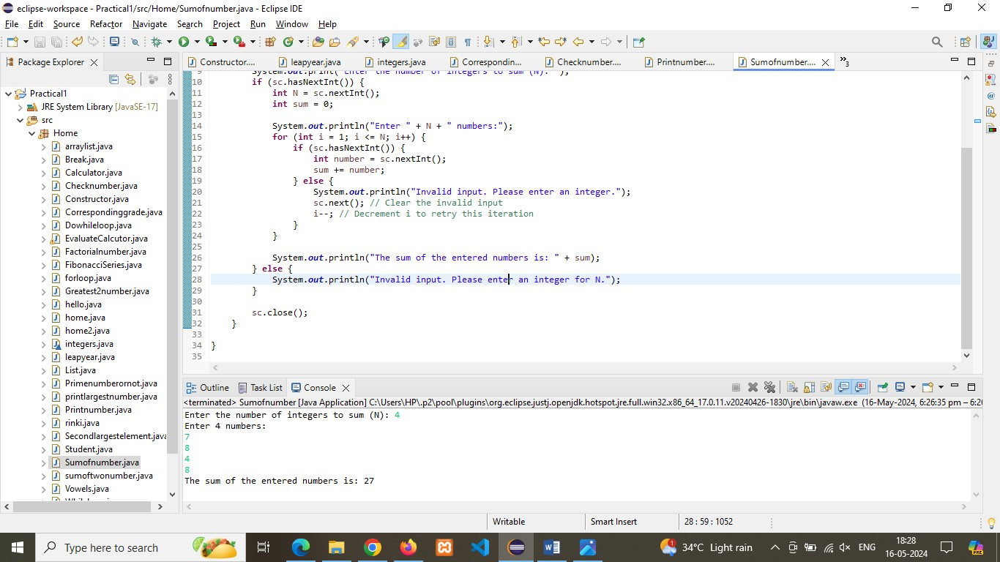 eclipse-workspace - Practical1/src/Home/Sumofnumber.java - Eclipse IDE
File Edit Source Refactor Navigate Search Project Run Window Help
Package Explorer
Constructor.... leapyear.java integers.java Correspondin... Checknumber.... Printnumber.... Sumofnumber.... »3
Practical1
JRE System Library [JavaSE-17]
src
Home
arraylist.java
Break.java
Calculator.java
Checknumber.java
Constructor.java
Correspondinggrade.java
Dowhileloop.java
EvaluateCalcutor.java
Factorialnumber.java
FibonacciSeries.java
forloop.java
Greatest2number.java
hello.java
home.java
home2.java
integers.java
leapyear.java
List.java
Primenumberornot.java
printlargestnumber.java
Printnumber.java
rinki.java
Secondlargestelement.java
Student.java
Sumofnumber.java
sumoftwonumber.java
Vowels.java
9 System.out.print("Enter the number of integers to sum (N): ");
10 if (sc.hasNextInt()) {
11 int N = sc.nextInt();
12 int sum = 0;
13
14 System.out.println("Enter " + N + " numbers:");
15 for (int i = 1; i <= N; i++) {
16 if (sc.hasNextInt()) {
17 int number = sc.nextInt();
18 sum += number;
19 } else {
20 System.out.println("Invalid input. Please enter an integer.");
21 sc.next(); // Clear the invalid input
22 i--; // Decrement i to retry this iteration
23 }
24 }
25
26 System.out.println("The sum of the entered numbers is: " + sum);
27 } else {
28 System.out.println("Invalid input. Please enter an integer for N.");
29 }
30
31 sc.close();
32 }
33
34 }
35
Outline Task List Console
<terminated> Sumofnumber [Java Application] C:\Users\HP\.p2\pool\plugins\org.eclipse.justj.openjdk.hotspot.jre.full.win32.x86_64_17.0.11.v20240426-1830\jre\bin\javaw.exe (16-May-2024, 6:26:35 pm – 6:26
Enter the number of integers to sum (N): 4
Enter 4 numbers:
7
8
4
8
The sum of the entered numbers is: 27
Writable Smart Insert 28 : 59 : 1052
Type here to search
34°C Light rain ENG 18:28
16-05-2024